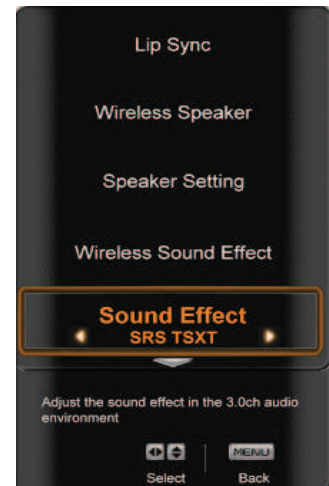 Lip Sync
Wireless Speaker
Speaker Setting
Wireless Sound Effect
Sound Effect
SRS TSXT
Adjust the sound effect in the 3.0ch audio
environment
MENU
Select Back